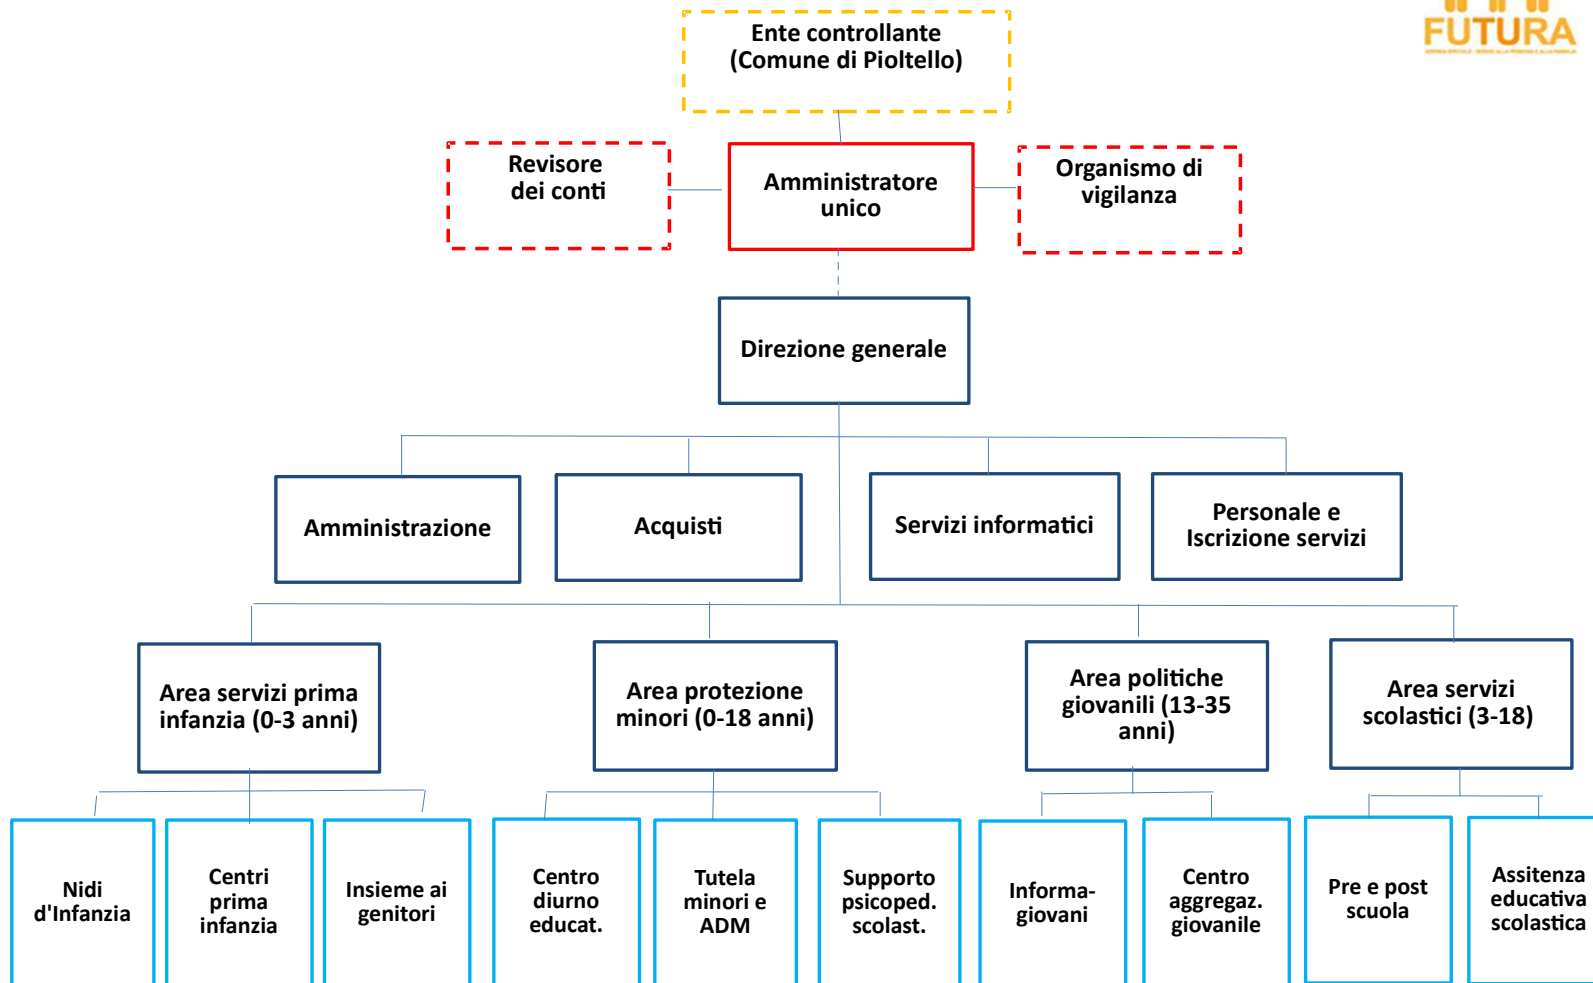 FUTURA
Ente controllante
(Comune di Pioltello)
Revisore
dei conti
Amministratore
unico
Organismo di
vigilanza
Direzione generale
Amministrazione
Acquisti
Servizi informatici
Personale e
Iscrizione servizi
Area servizi prima
infanzia (0-3 anni)
Area protezione
minori (0-18 anni)
Area politiche
giovanili (13-35
anni)
Area servizi
scolastici (3-18)
Nidi
d'Infanzia
Centri
prima
infanzia
Insieme ai
genitori
Centro
diurno
educat.
Tutela
minori e
ADM
Supporto
psicoped.
scolast.
Informa-
giovani
Centro
aggregaz.
giovanile
Pre e post
scuola
Assitenza
educativa
scolastica